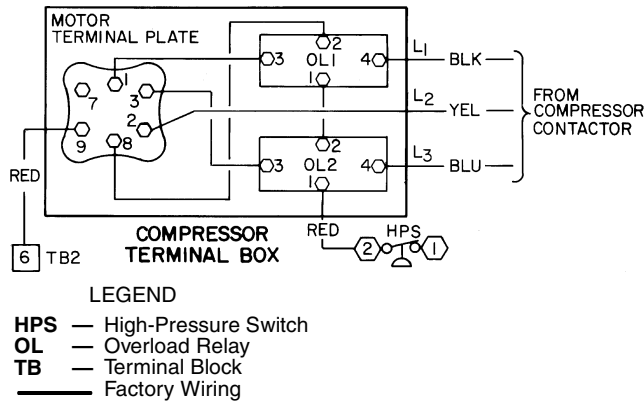 MOTOR
TERMINAL PLATE
1
3
7
2
9
8
2
3
OL1
4
1
2
3
OL2
4
1
L1
BLK
L2
YEL
L3
BLU
FROM
COMPRESSOR
CONTACTOR
RED
6 TB2
COMPRESSOR
TERMINAL BOX
RED
HPS
2
1
LEGEND
HPS — High-Pressure Switch
OL — Overload Relay
TB — Terminal Block
Factory Wiring